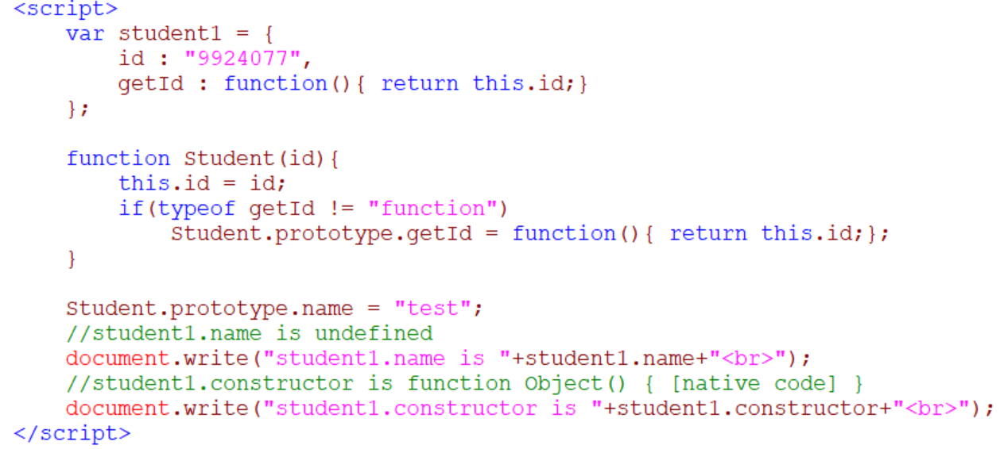 <script>
    var student1 = {
        id : "9924077",
        getId : function(){ return this.id;}
    };

    function Student(id){
        this.id = id;
        if(typeof getId != "function")
            Student.prototype.getId = function(){ return this.id;};
    }

    Student.prototype.name = "test";
    //student1.name is undefined
    document.write("student1.name is "+student1.name+"<br>");
    //student1.constructor is function Object() { [native code] }
    document.write("student1.constructor is "+student1.constructor+"<br>");
</script>